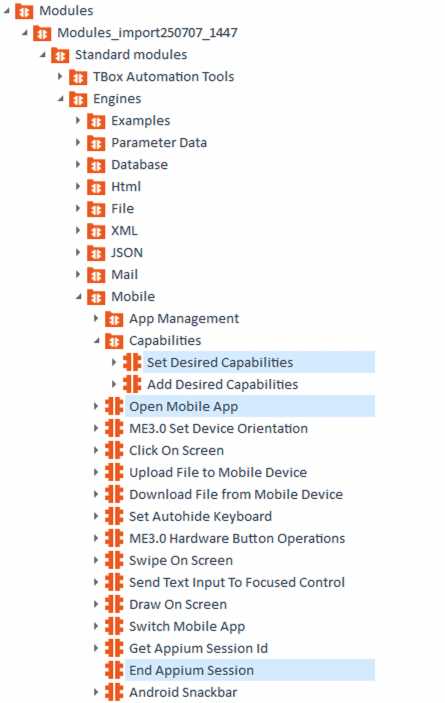 Modules
Modules_import250707_1447
Standard modules
TBox Automation Tools
Engines
Examples
Parameter Data
Database
Html
File
XML
JSON
Mail
Mobile
App Management
Capabilities
Set Desired Capabilities
Add Desired Capabilities
Open Mobile App
ME3.0 Set Device Orientation
Click On Screen
Upload File to Mobile Device
Download File from Mobile Device
Set Autohide Keyboard
ME3.0 Hardware Button Operations
Swipe On Screen
Send Text Input To Focused Control
Draw On Screen
Switch Mobile App
Get Appium Session Id
End Appium Session
Android Snackbar